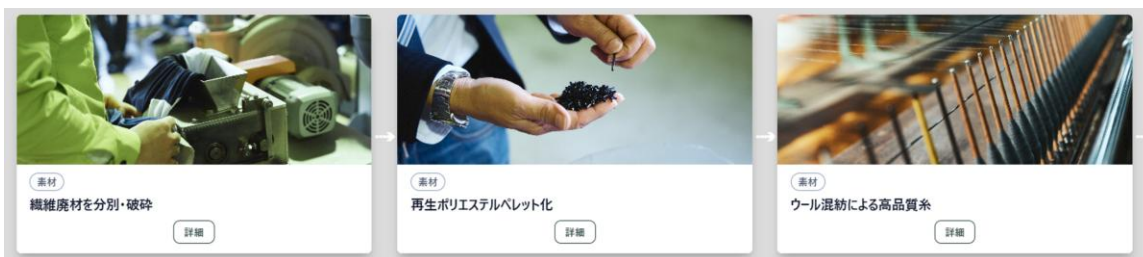 素材
繊維廃材を分別・破砕
詳細
→
素材
再生ポリエステルペレット化
詳細
→
素材
ウール混紡による高品質糸
詳細